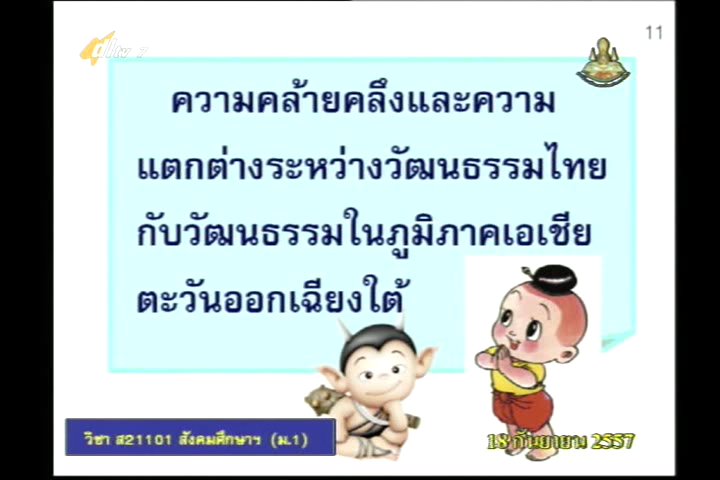 dltv 7
11
ความคล้ายคลึงและความ
แตกต่างระหว่างวัฒนธรรมไทย
กับวัฒนธรรมในภูมิภาคเอเชีย
ตะวันออกเฉียงใต้
วิชา ส21101 สังคมศึกษาฯ (ม.1)
18 กันยายน 2557